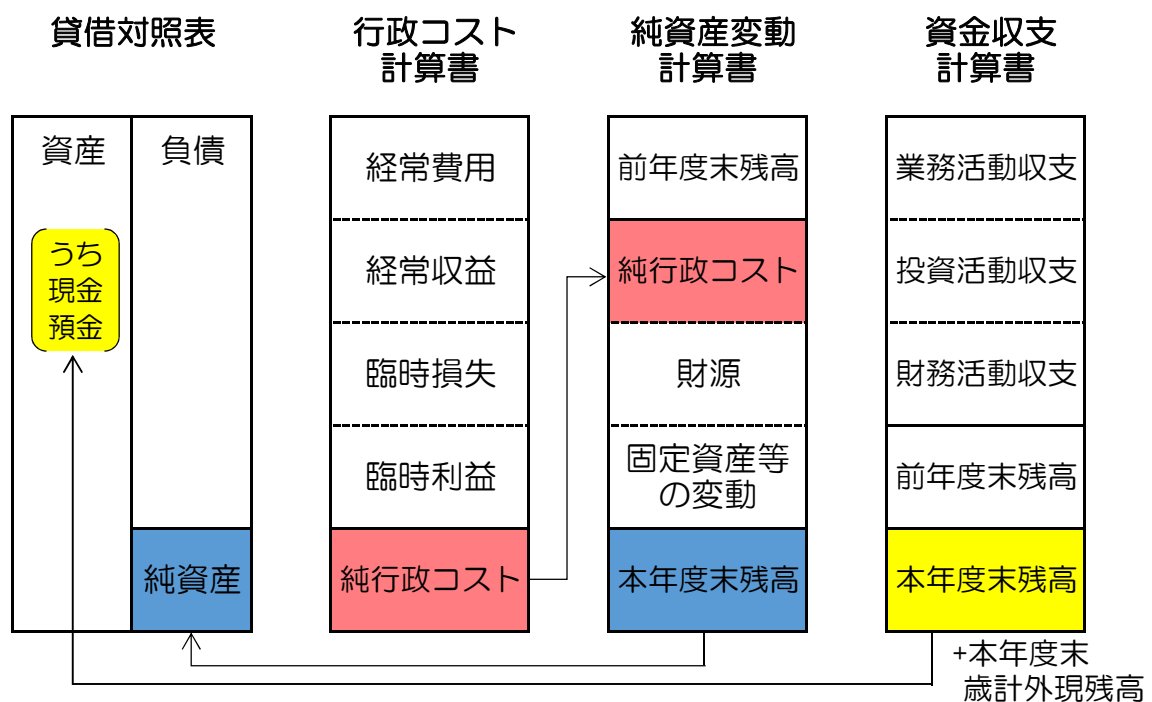 貸借対照表
資産
負債
うち
現金
預金
純資産
行政コスト
計算書
経常費用
経常収益
臨時損失
臨時利益
純行政コスト
純資産変動
計算書
前年度末残高
純行政コスト
財源
固定資産等
の変動
本年度末残高
資金収支
計算書
業務活動収支
投資活動収支
財務活動収支
前年度末残高
本年度末残高
+本年度末
歳計外現残高